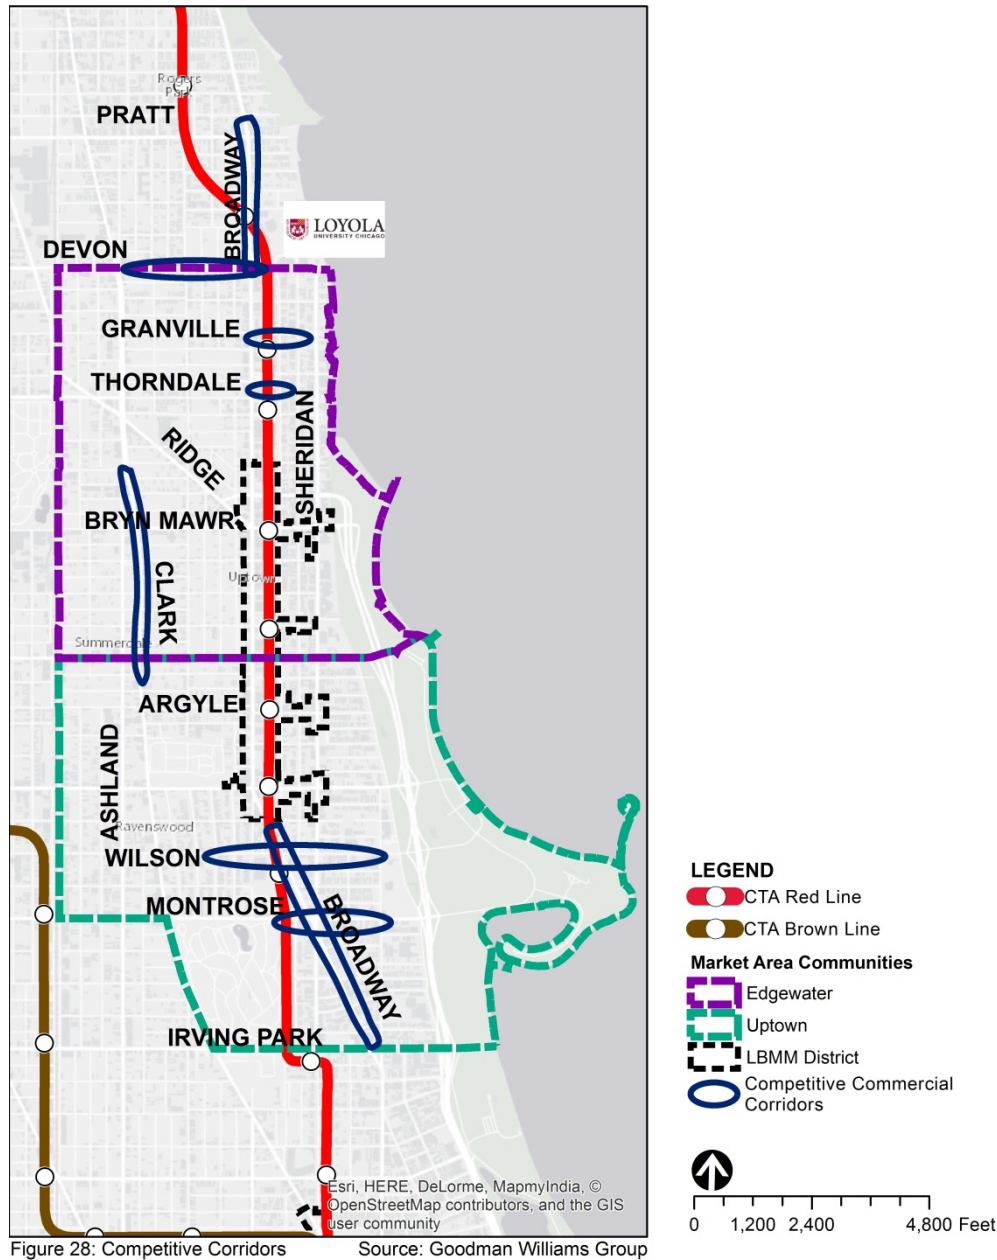 Rogers
Park
PRATT
BROADWAY
LOYOLA
UNIVERSITY CHICAGO
DEVON
GRANVILLE
THORNDALE
SHERIDAN
RIDGE
BRYN MAWR
Uptown
CLARK
Summerdale
ARGYLE
ASHLAND
Ravenswood
WILSON
MONTROSE
BROADWAY
IRVING PARK
Esri, HERE, DeLorme, MapmyIndia, ©
OpenStreetMap contributors, and the GIS
user community
LEGEND
CTA Red Line
CTA Brown Line
Market Area Communities
Edgewater
Uptown
LBMM District
Competitive Commercial
Corridors
0 1,200 2,400 4,800 Feet
Figure 28: Competitive Corridors Source: Goodman Williams Group